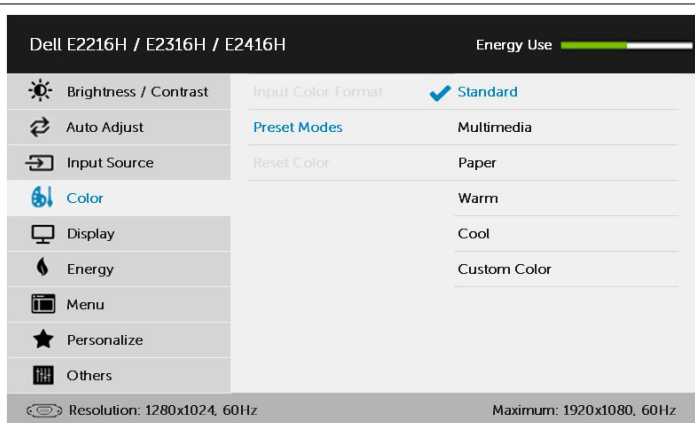 Dell E2216H / E2316H / E2416H
Energy Use
Brightness / Contrast
Input Color Format
Standard
Auto Adjust
Preset Modes
Multimedia
Input Source
Reset Color
Paper
Color
Warm
Display
Cool
Energy
Custom Color
Menu
Personalize
Others
Resolution: 1280x1024, 60Hz
Maximum: 1920x1080, 60Hz